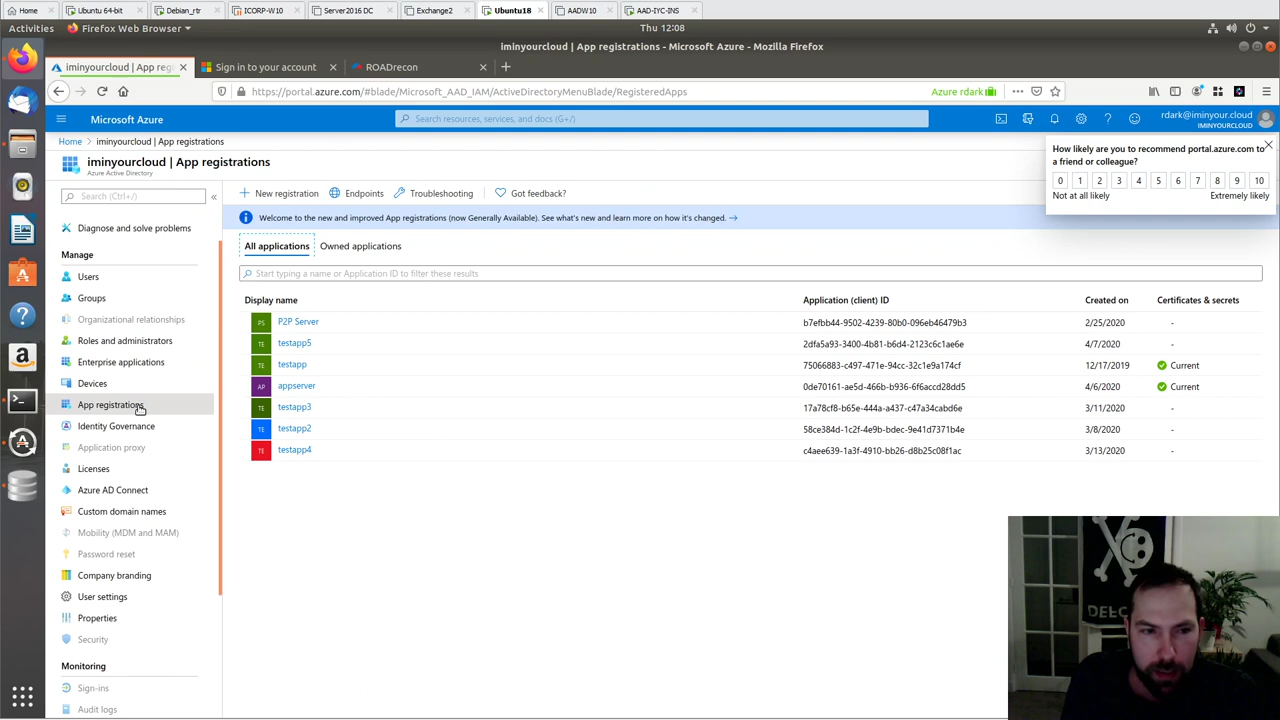 Home
Ubuntu 64-bit
Debian_rtr
ICORP-W10
Server2016 DC
Exchange2
Ubuntu18
AADW10
AAD-IYC-INS
Activities
Firefox Web Browser
Thu 12:08
iminyourcloud | App registrations - Microsoft Azure - Mozilla Firefox
iminyourcloud | App reg
Sign in to your account
ROADrecon
https://portal.azure.com/#blade/Microsoft_AAD_IAM/ActiveDirectoryMenuBlade/RegisteredApps
Azure rdark
Microsoft Azure
Search resources, services, and docs (G+/)
rdark@iminyour.cloud
IMINYOURCLOUD
Home > iminyourcloud | App registrations
iminyourcloud | App registrations
Azure Active Directory
How likely are you to recommend portal.azure.com to a friend or colleague?
0 1 2 3 4 5 6 7 8 9 10
Not at all likely
Extremely likely
Search (Ctrl+/)
«
New registration
Endpoints
Troubleshooting
Got feedback?
Welcome to the new and improved App registrations (now Generally Available). See what's new and learn more on how it's changed. →
Diagnose and solve problems
Manage
Users
Groups
Organizational relationships
Roles and administrators
Enterprise applications
Devices
App registrations
Identity Governance
Application proxy
Licenses
Azure AD Connect
Custom domain names
Mobility (MDM and MAM)
Password reset
Company branding
User settings
Properties
Security
Monitoring
Sign-ins
Audit logs
All applications
Owned applications
Start typing a name or Application ID to filter these results
Display name Application (client) ID Created on Certificates & secrets
PS P2P Server b7efbb44-9502-4239-80b0-096eb46479b3 2/25/2020 -
TE testapp5 2dfa5a93-3400-4b81-b6d4-2123c6c1ae6e 4/7/2020 -
TE testapp 75066883-c497-471e-94cc-32c1e9a174cf 12/17/2019 Current
AP appserver 0de70161-ae5d-466b-b936-6f6accd28dd5 4/6/2020 Current
TE testapp3 17a78cf8-b65e-444a-a437-c47a34cabd6e 3/11/2020 -
TE testapp2 58ce384d-1c2f-4e9b-bdec-9e41d7371b4e 3/8/2020 -
TE testapp4 c4aee639-1a3f-4910-bb26-d8b25c08f1ac 3/13/2020 -